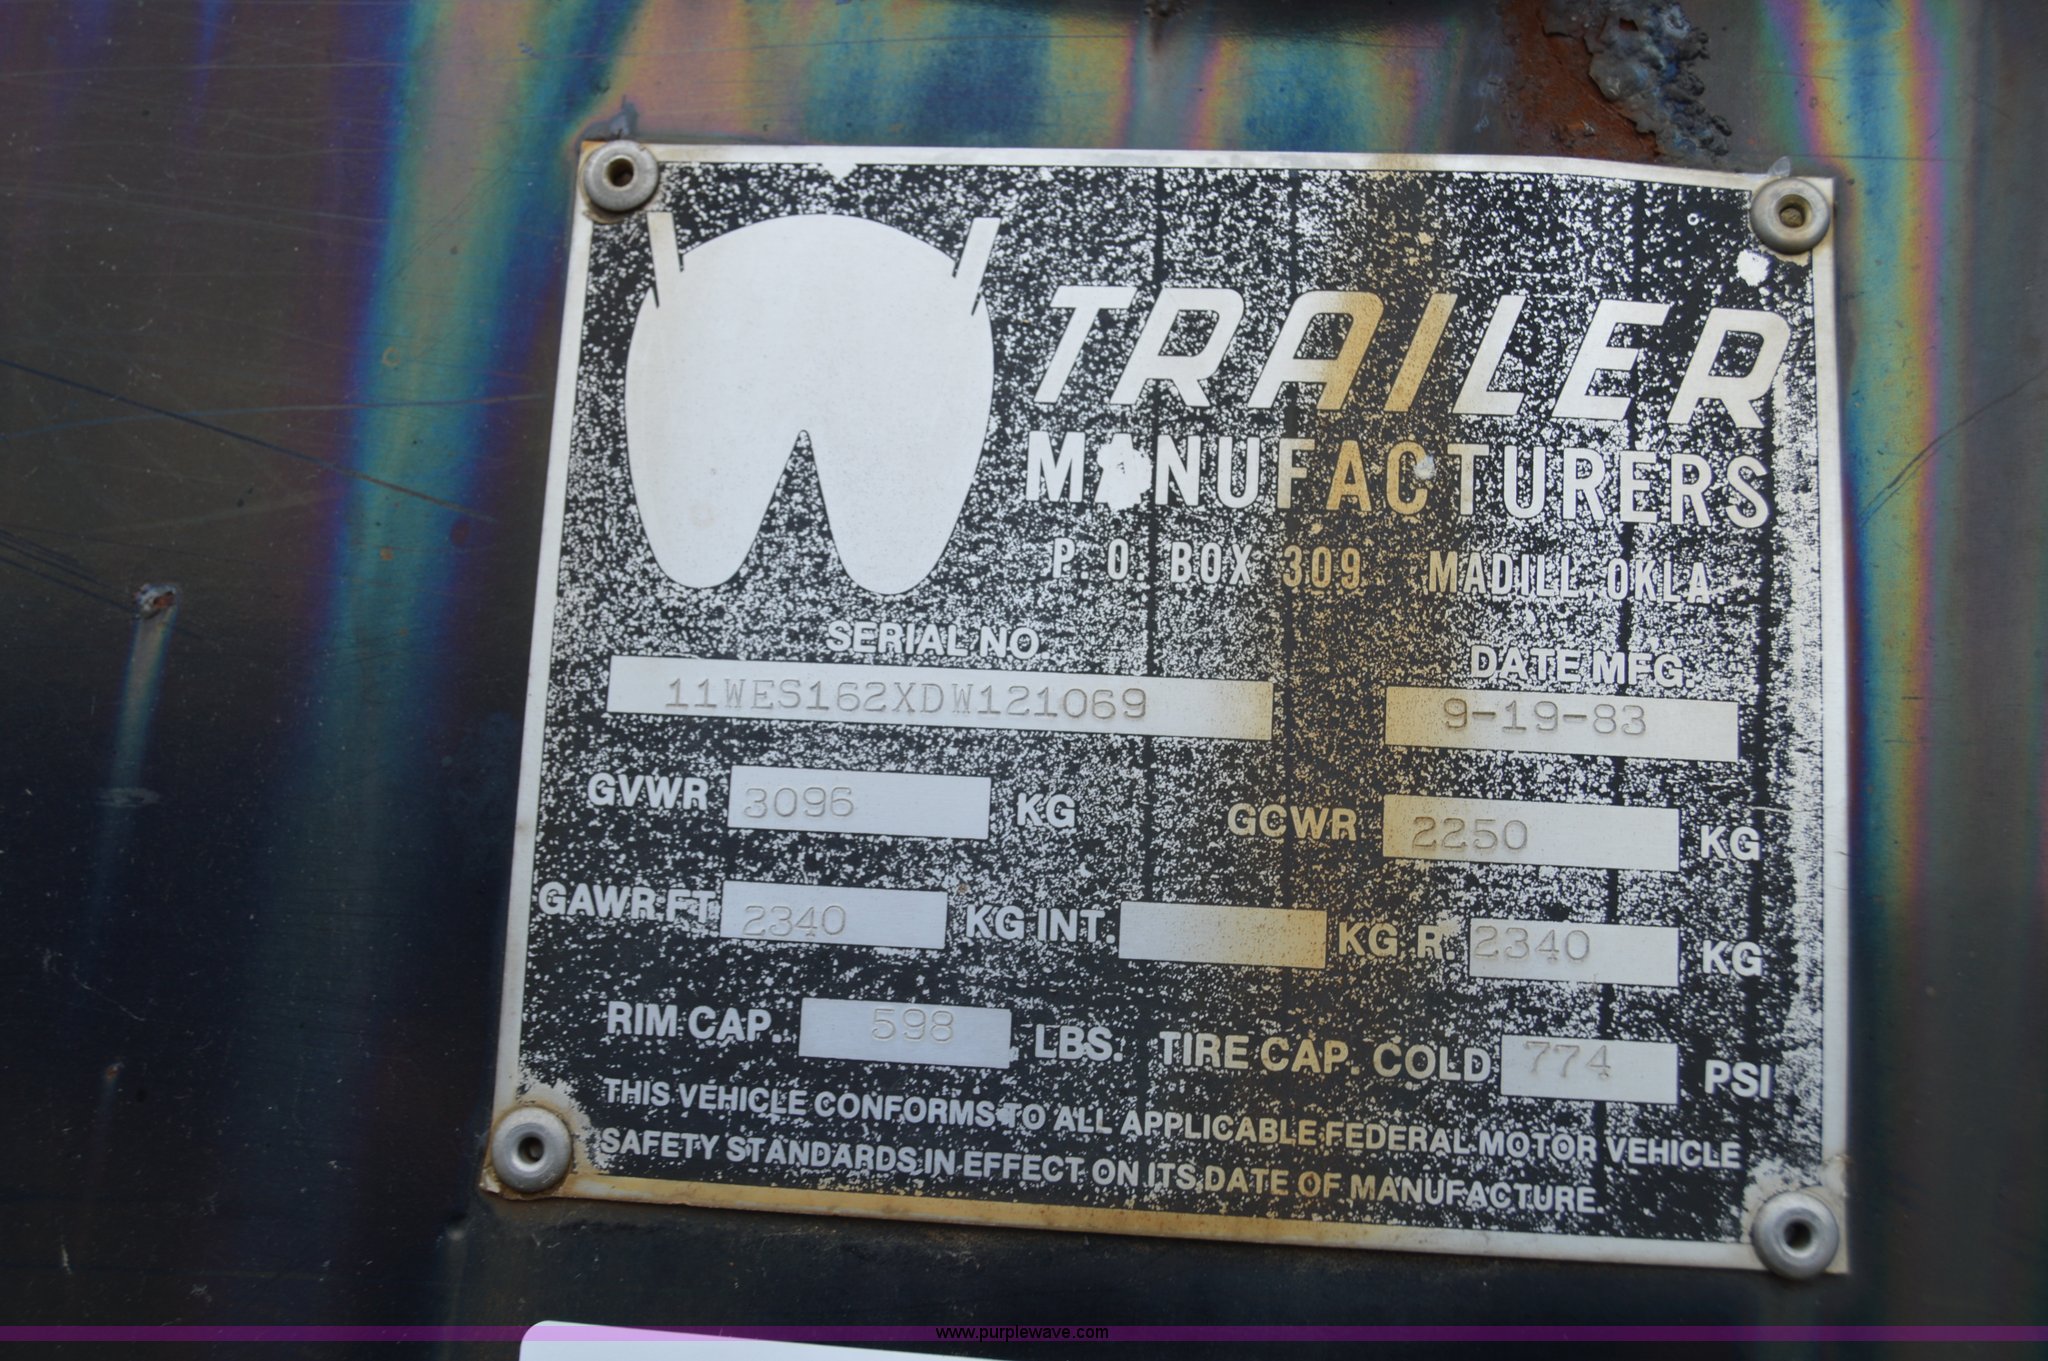 TRAILER
MANUFACTURERS
P. O. BOX 309 MADILL, OKLA.
SERIAL NO DATE MFG.
11WES162XDW121069 9-19-83
GVWR 3096 KG GCWR 2250 KG
GAWR FT 2340 KG INT. KG R. 2340 KG
RIM CAP. 598 LBS. TIRE CAP. COLD 774 PSI
THIS VEHICLE CONFORMS TO ALL APPLICABLE FEDERAL MOTOR VEHICLE
SAFETY STANDARDS IN EFFECT ON ITS DATE OF MANUFACTURE.
www.purplewave.com